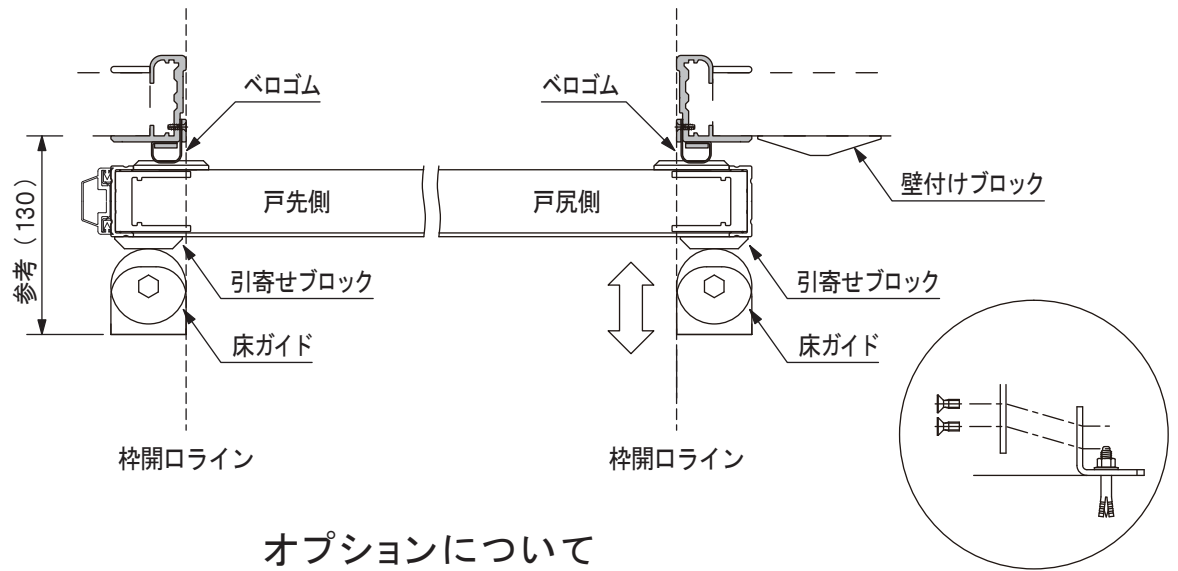 ベロゴム
ベロゴム
壁付けブロック
戸先側
戸尻側
参考（130）
引寄せブロック
引寄せブロック
床ガイド
床ガイド
枠開口ライン
枠開口ライン
オプションについて